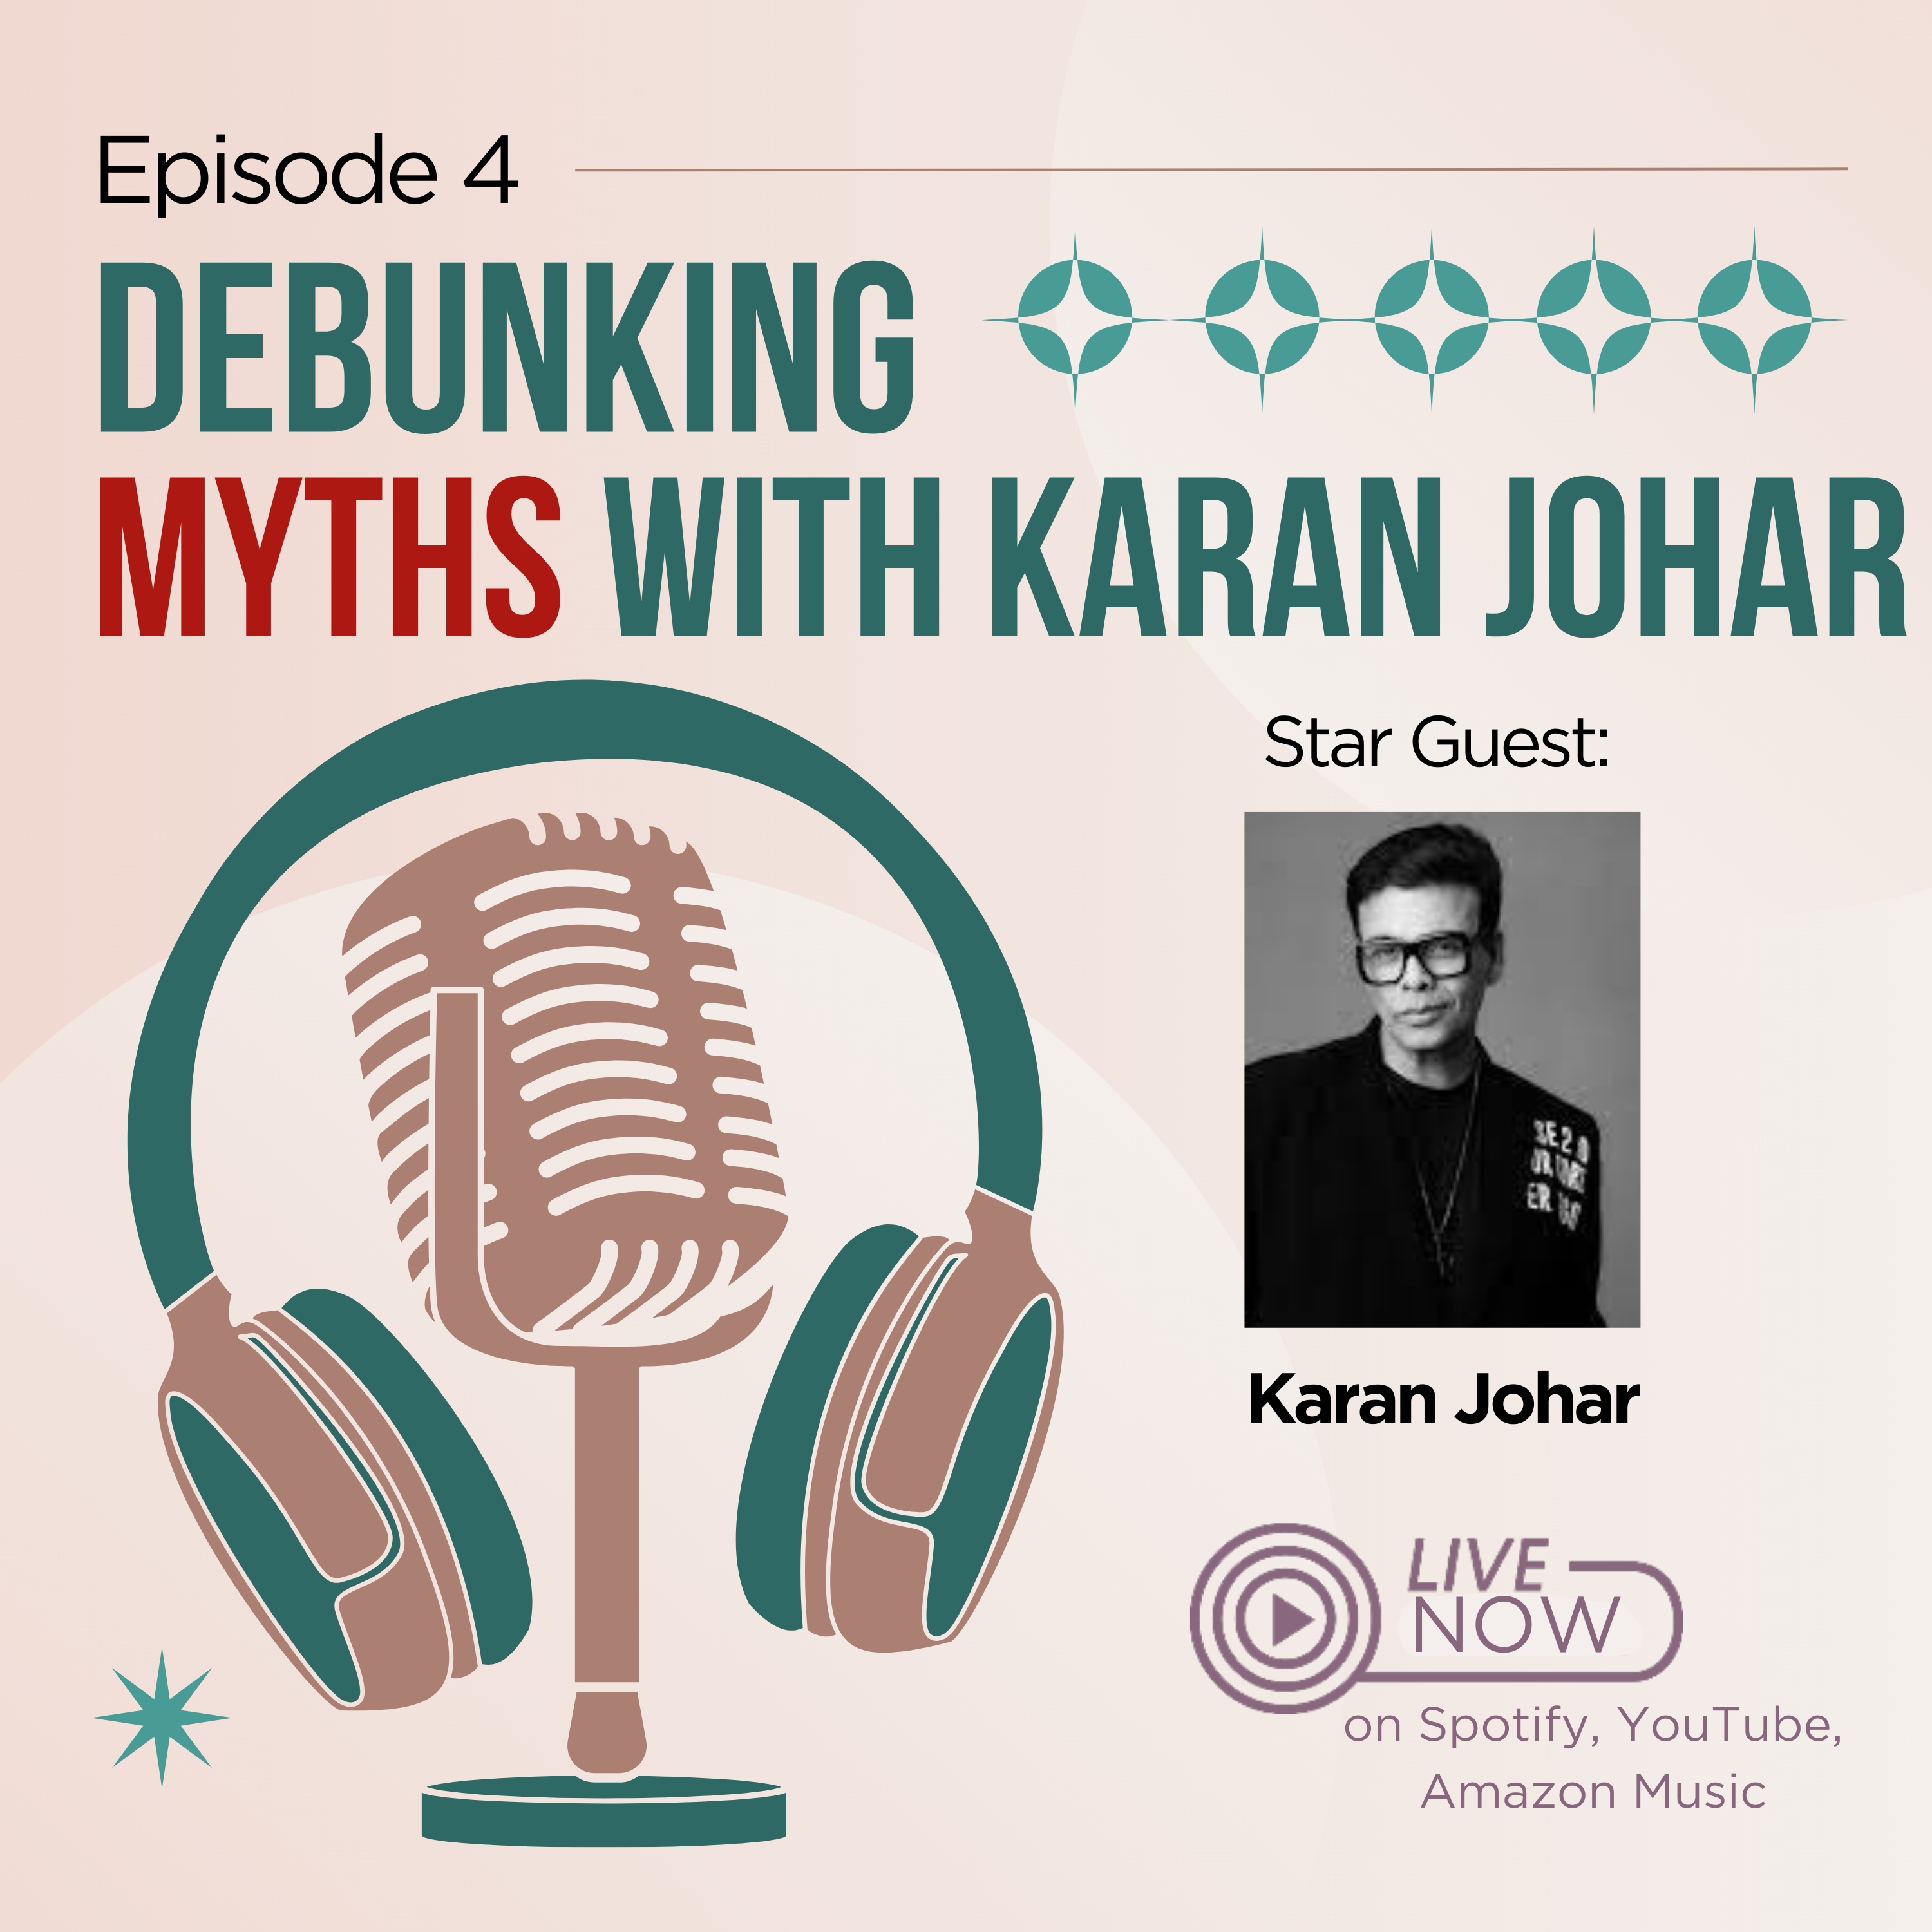 Episode 4
DEBUNKING
MYTHS WITH KARAN JOHAR
Star Guest:
Karan Johar
LIVE
NOW
on Spotify, YouTube,
Amazon Music